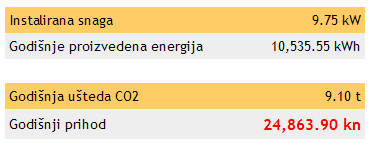 Instalirana snaga 9.75 kW
Godišnje proizvedena energija 10,535.55 kWh
Godišnja ušteda CO2 9.10 t
Godišnji prihod 24,863.90 kn